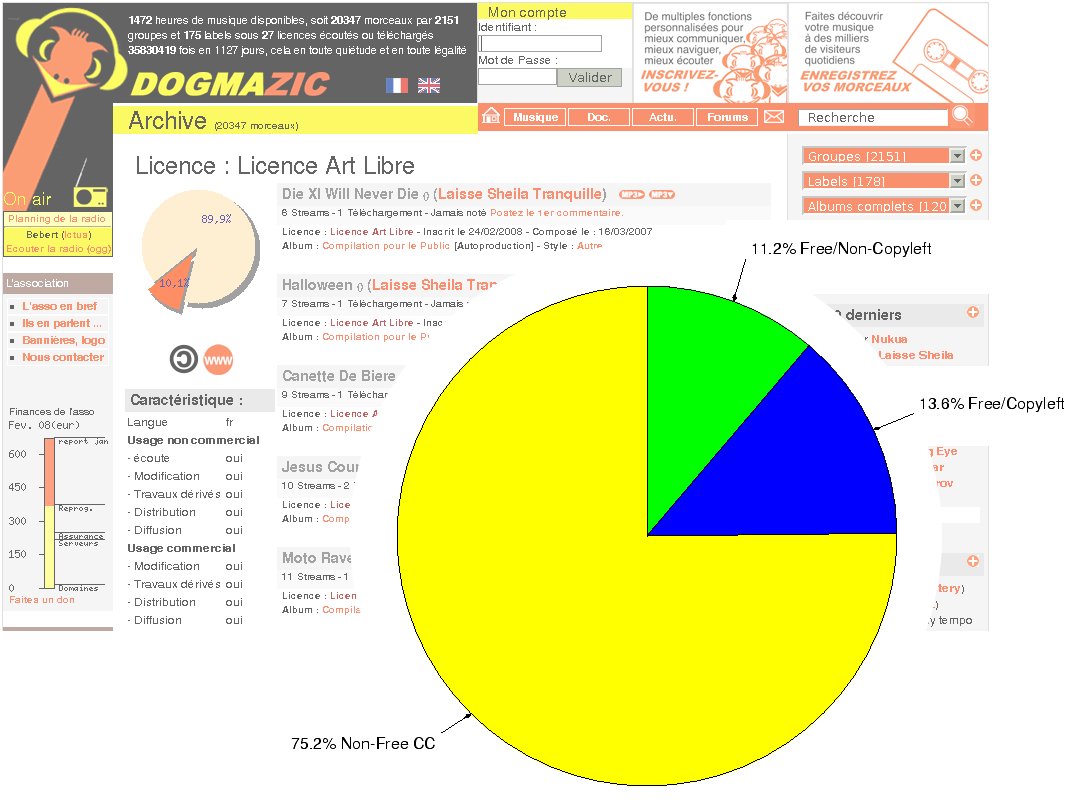 1472 heures de musique disponibles, soit 20347 morceaux par 2151
groupes et 175 labels sous 27 licences écoutés ou téléchargés
35830419 fois en 1127 jours, cela en toute quiétude et en toute légalité
DOGMAZIC
Mon compte
Identifiant :
Mot de Passe :
Valider
De multiples fonctions
personnalisées pour
mieux communiquer,
mieux naviguer,
mieux écouter
INSCRIVEZ-
VOUS !
Faites découvrir
votre musique
à des milliers
de visiteurs
quotidiens
ENREGISTREZ
VOS MORCEAUX
Archive (20347 morceaux)
Musique
Doc.
Actu.
Forums
Recherche
Groupes [2151]
Labels [178]
Albums complets [120
On air
Planning de la radio
Bebert (Ictus)
Ecouter la radio (ogg)
L'association
L'asso en bref
Ils en parlent ...
Bannières, logo
Nous contacter
Finances de l'asso
Fev. 08(eur)
report jan
600
450
Reprog.
300
Assurance
Serveurs
150
0
Domaines
Faites un don
Licence : Licence Art Libre
89,9%
10,1%
www
Caractéristique :
Langue fr
Usage non commercial
- écoute oui
- Modification oui
- Travaux dérivés oui
- Distribution oui
- Diffusion oui
Usage commercial
- Modification oui
- Travaux dérivés oui
- Distribution oui
- Diffusion oui
Die XI Will Never Die () (Laisse Sheila Tranquille)
6 Streams - 1 Téléchargement - Jamais noté Postez le 1er commentaire.
Licence : Licence Art Libre - Inscrit le 24/02/2008 - Composé le : 16/03/2007
Album : Compilation pour le Public [Autoproduction] - Style : Autre
Halloween () (Laisse Sheila Tran
7 Streams - 1 Téléchargement - Jamais
Licence : Licence Art Libre - Insc
Album : Compilation pour le P
Canette De Biere
9 Streams - 1 Téléchar
Licence : Licence A
Album : Compilatic
Jesus Cour
10 Streams - 2
Licence : Lice
Album : Comp
Moto Rave
11 Streams - 1
Licence : Licen
Album : Compila
derniers
Nukua
Laisse Sheila
Eye
ar
rov
tery)
y tempo
11.2% Free/Non-Copyleft
13.6% Free/Copyleft
75.2% Non-Free CC